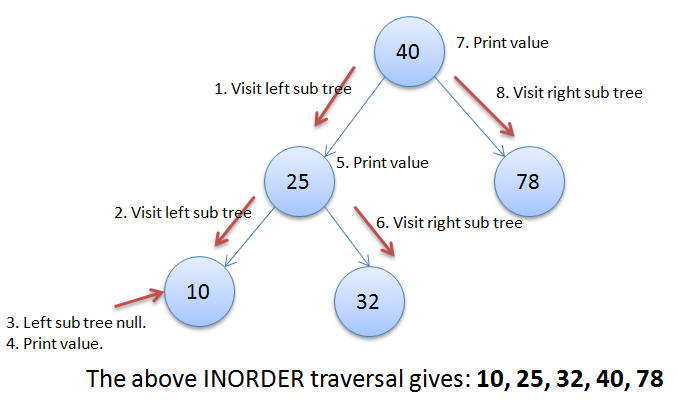 40
7. Print value
1. Visit left sub tree
8. Visit right sub tree
5. Print value
25
78
2. Visit left sub tree
6. Visit right sub tree
10
32
3. Left sub tree null.
4. Print value.
The above INORDER traversal gives: 10, 25, 32, 40, 78